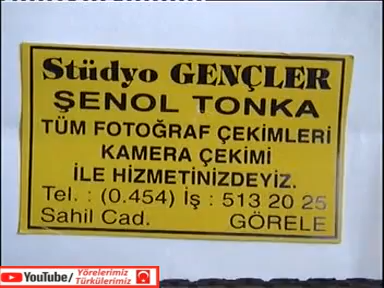 Stüdyo GENÇLER
ŞENOL TONKA
TÜM FOTOĞRAF ÇEKİMLERİ
KAMERA ÇEKİMİ
İLE HİZMETİNİZDEYİZ.
Tel. : (0.454) İş : 513 20 25
Sahil Cad. GÖRELE
YouTube/ Yörelerimiz
Türkülerimiz